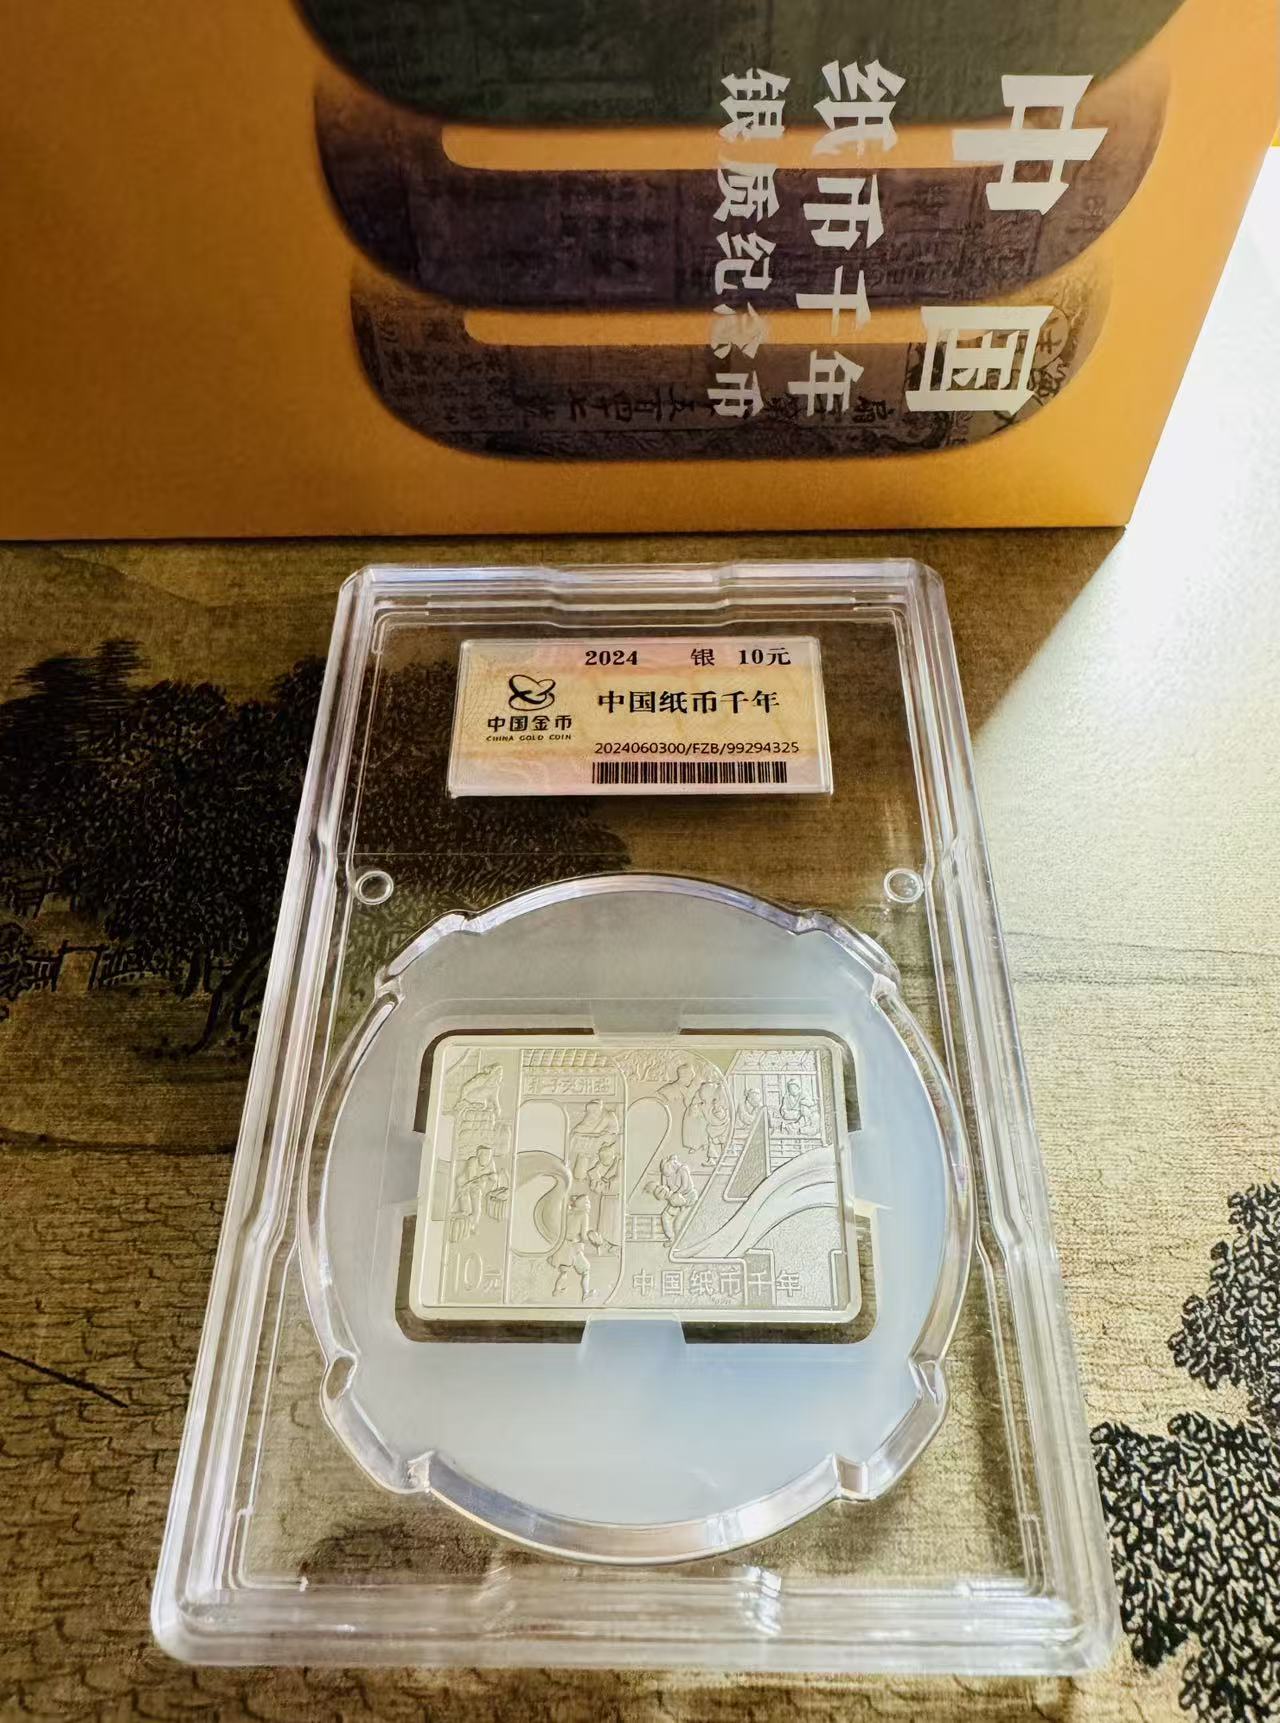 中国
纸币千年
银质纪念币
2024 银 10元
中国金币
CHINA GOLD COIN
中国纸币千年
2024060300/FZB/99294325
1024
10元
中国纸币千年